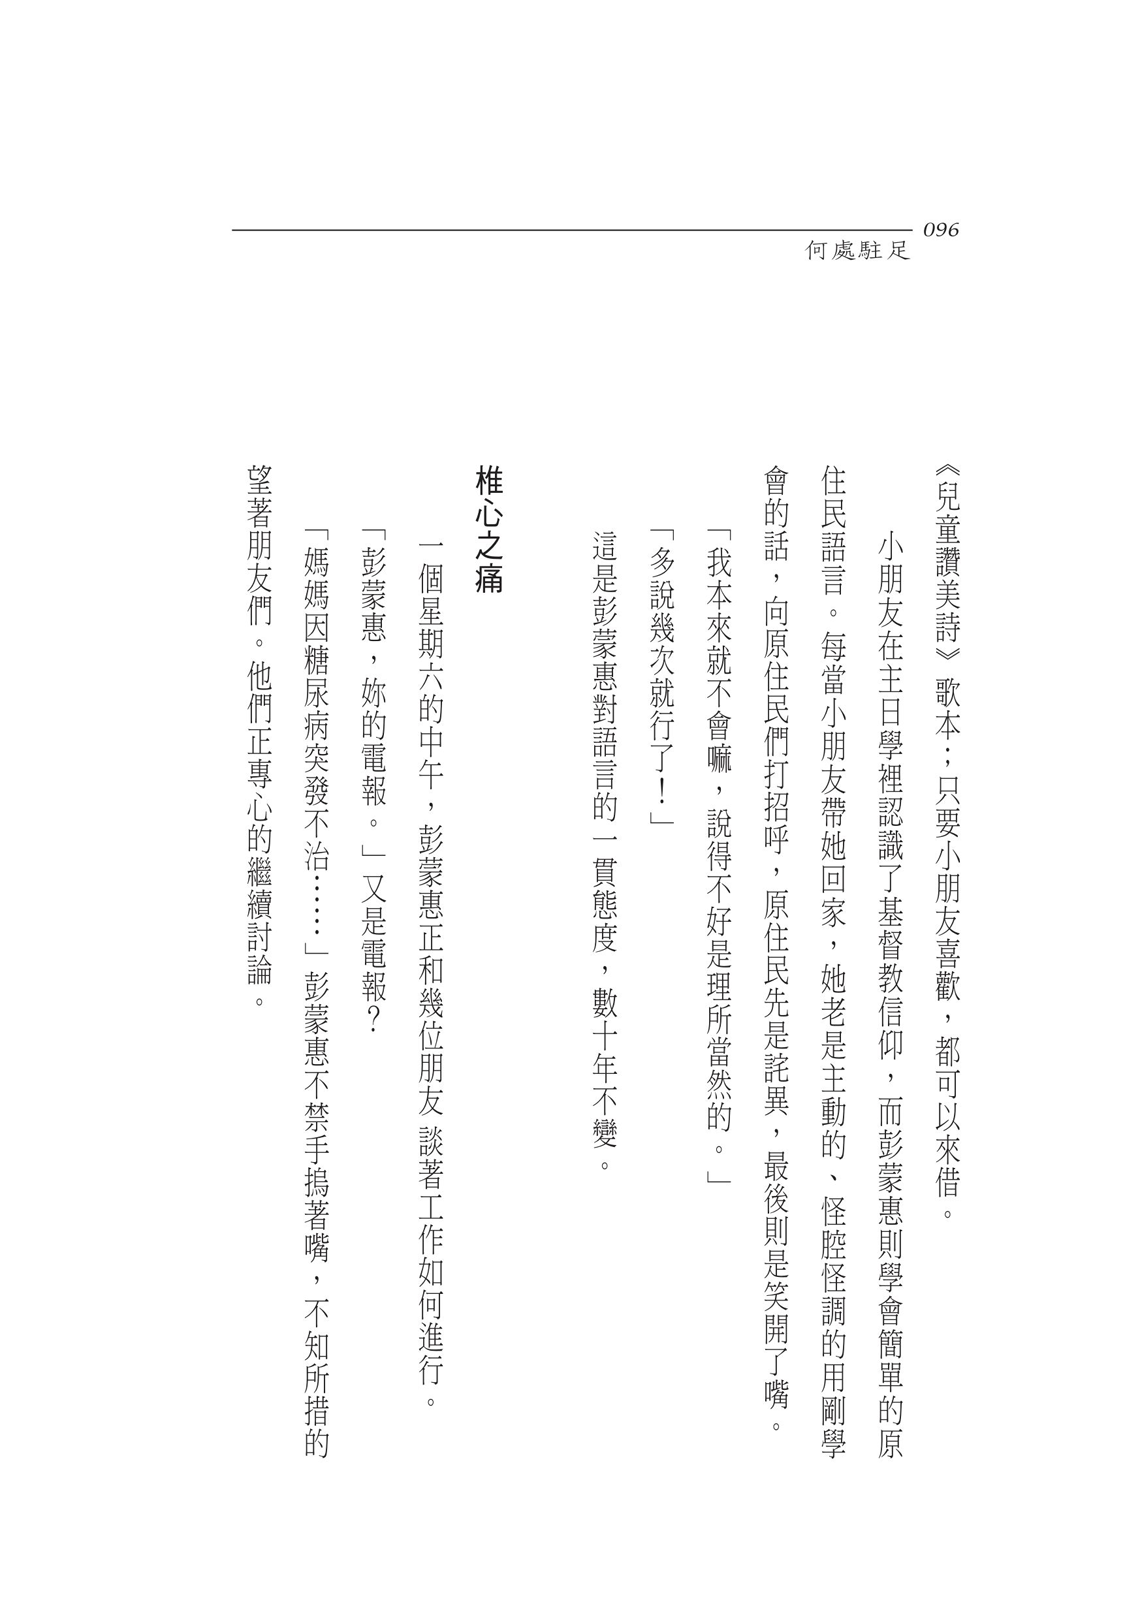 096
何處駐足
《兒童讚美詩》歌本；只要小朋友喜歡，都可以來借。
小朋友在主日學裡認識了基督教信仰，而彭蒙惠則學會簡單的原
住民語言。每當小朋友帶她回家，她老是主動的、怪腔怪調的用剛學
會的話，向原住民們打招呼，原住民先是詫異，最後則是笑開了嘴。
「我本來就不會嘛，說得不好是理所當然的。」
「多說幾次就行了！」
這是彭蒙惠對語言的一貫態度，數十年不變。
椎心之痛
一個星期六的中午，彭蒙惠正和幾位朋友 談著工作如何進行。
「彭蒙惠，妳的電報。」又是電報？
「媽媽因糖尿病突發不治……」彭蒙惠不禁手摀著嘴，不知所措的
望著朋友們。他們正專心的繼續討論。